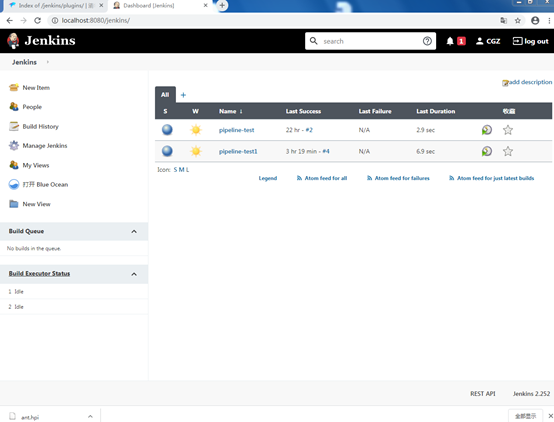 Index of /jenkins/plugins/ |
Dashboard [Jenkins]
localhost:8080/jenkins/
Jenkins
search
1
CGZ
log out
Jenkins
New Item
People
Build History
Manage Jenkins
My Views
打开 Blue Ocean
New View
Build Queue
No builds in the queue.
Build Executor Status
1 Idle
2 Idle
add description
All +
S W Name ↓ Last Success Last Failure Last Duration 收藏
pipeline-test 22 hr - #2 N/A 2.9 sec
pipeline-test1 3 hr 19 min - #4 N/A 6.9 sec
Icon: S M L
Legend Atom feed for all Atom feed for failures Atom feed for just latest builds
REST API Jenkins 2.252
ant.hpi
全部显示